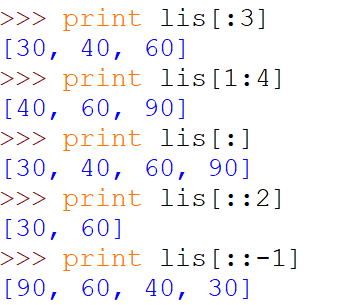 >>> print lis[:3]
[30, 40, 60]
>>> print lis[1:4]
[40, 60, 90]
>>> print lis[:]
[30, 40, 60, 90]
>>> print lis[::2]
[30, 60]
>>> print lis[::-1]
[90, 60, 40, 30]